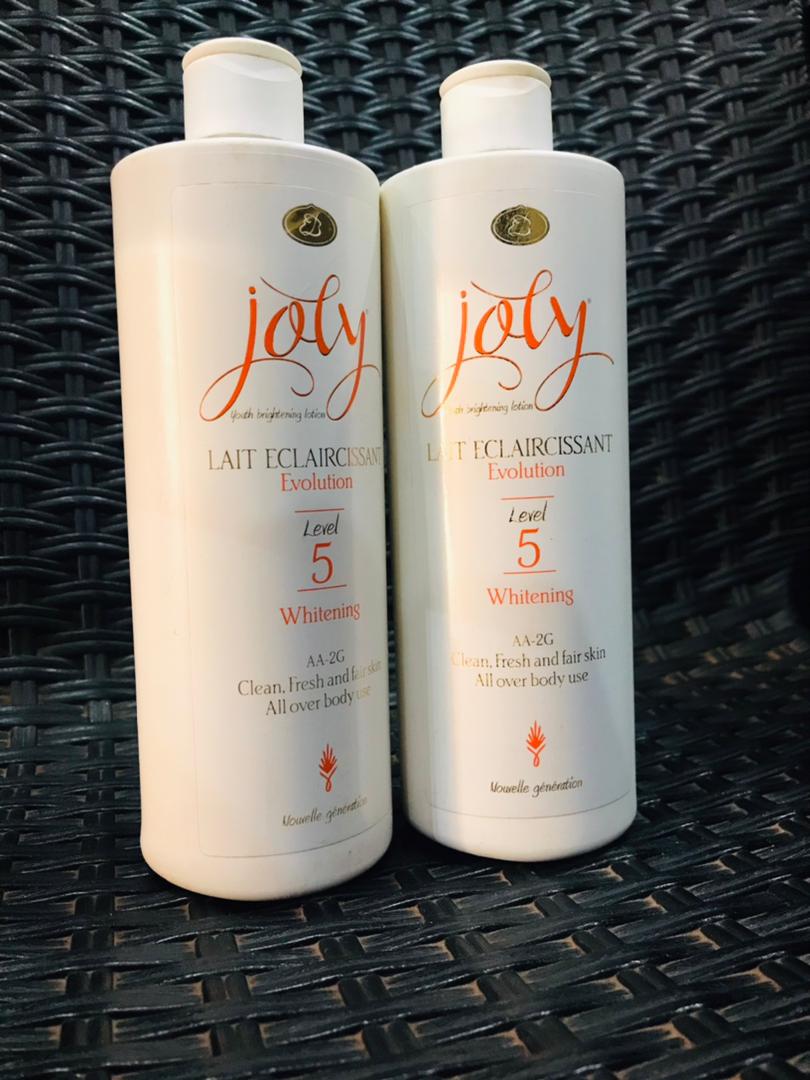 joly
Youth brightening lotion
LAIT ECLAIRCISSANT
Evolution
Level
5
Whitening
AA-2G
Clean, Fresh and fair skin
All over body use
Nouvelle génération
joly
brightening lotion
LAIT ECLAIRCISSANT
Evolution
Level
5
Whitening
AA-2G
Clean, Fresh and fair skin
All over body use
Nouvelle génération